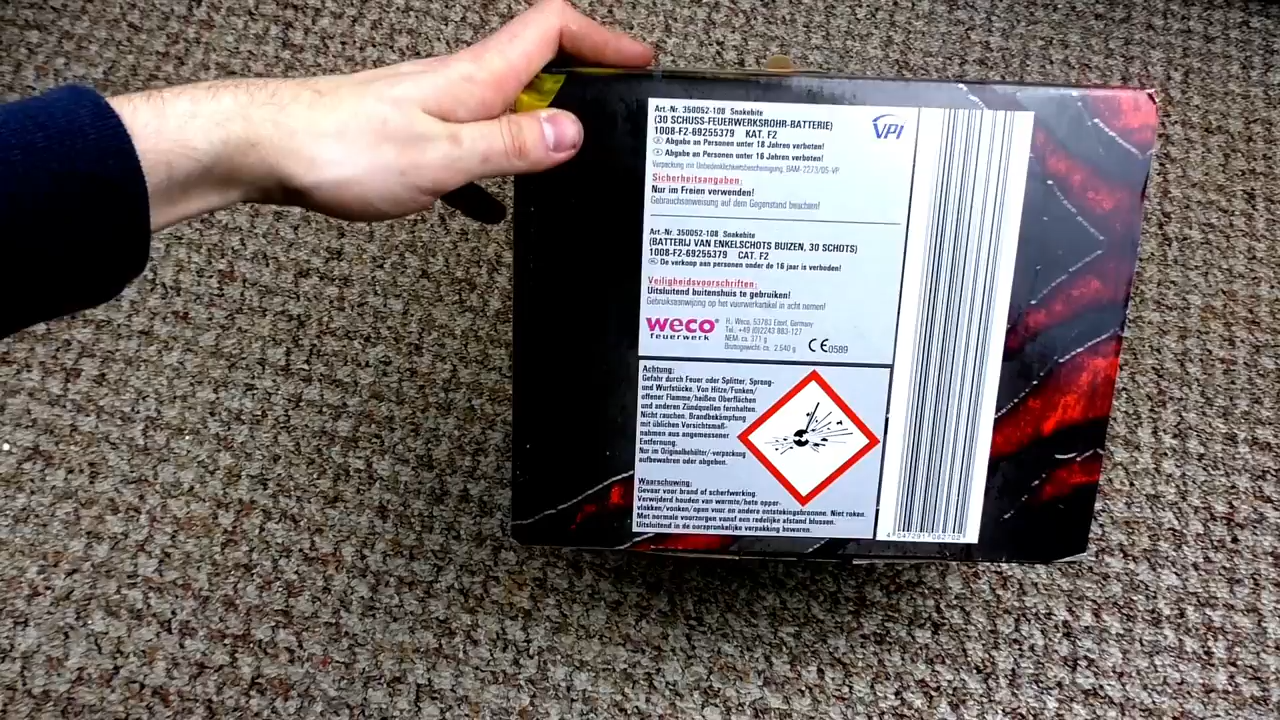 Art.-Nr. 350052-108 Snakebite
(30 SCHUSS-FEUERWERKSROHR-BATTERIE)
1008-F2-69255379 KAT. F2
Abgabe an Personen unter 18 Jahren verboten!
Abgabe an Personen unter 16 Jahren verboten!
Verpackung mit Unbedenklichkeitsbescheinigung, BAM-2273/05-VP
Sicherheitsangaben:
Nur im Freien verwenden!
Gebrauchsanweisung auf dem Gegenstand beachten!
VPI
Art.-Nr. 350052-108 Snakebite
(BATTERIJ VAN ENKELSCHOTS BUIZEN, 30 SCHOTS)
1008-F2-69255379 CAT. F2
De verkoop aan personen onder de 16 jaar is verboden!
Veiligheidsvoorschriften:
Uitsluitend buitenshuis te gebruiken!
Gebruiksaanwijzing op het vuurwerkartikel in acht nemen!
weco®
feuerwerk
H. Weco, 53783 Eitorf, Germany
Tel.: +49 (0)2243 883-127
NEM: ca. 371 g
Bruttogewicht: ca. 2.540 g
CE0589
Achtung:
Gefahr durch Feuer oder Splitter, Spreng-
und Wurfstücke. Von Hitze/Funken/
offener Flamme/heißen Oberflächen
und anderen Zündquellen fernhalten.
Nicht rauchen. Brandbekämpfung
mit üblichen Vorsichtsmaß-
nahmen aus angemessener
Entfernung.
Nur im Originalbehälter/-verpackung
aufbewahren oder abgeben.
Waarschuwing:
Gevaar voor brand of scherfwerking.
Verwijderd houden van warmte/hete opper-
vlakken/vonken/open vuur en andere ontstekingsbronnen. Niet roken.
Met normale voorzorgen vanaf een redelijke afstand blussen.
Uitsluitend in de oorspronkelijke verpakking bewaren.
4 047291 062702